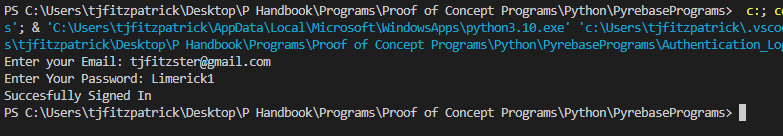 PS C:\Users\tjfitzpatrick\Desktop\P Handbook\Programs\Proof of Concept Programs\Python\PyrebasePrograms> c:; c
s'; & 'C:\Users\tjfitzpatrick\AppData\Local\Microsoft\WindowsApps\python3.10.exe' 'c:\Users\tjfitzpatrick\.vsco
s\tjfitzpatrick\Desktop\P Handbook\Programs\Proof of Concept Programs\Python\PyrebasePrograms\Authentication_Lo
Enter your Email: tjfitzster@gmail.com
Enter Your Password: Limerick1
Succesfully Signed In
PS C:\Users\tjfitzpatrick\Desktop\P Handbook\Programs\Proof of Concept Programs\Python\PyrebasePrograms>